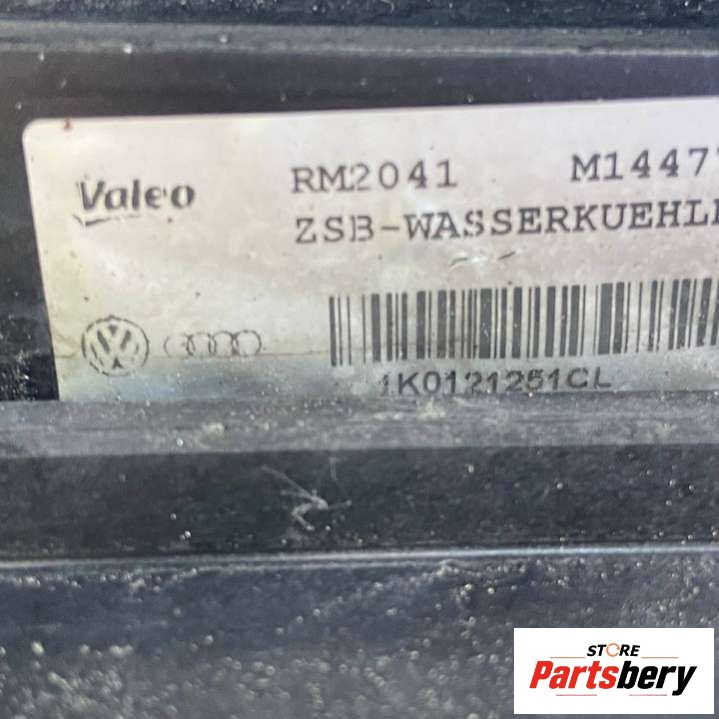 Valeo RM2041 M1447
ZSB-WASSERKUEHL
1K0121251CL
STORE
Partsbery